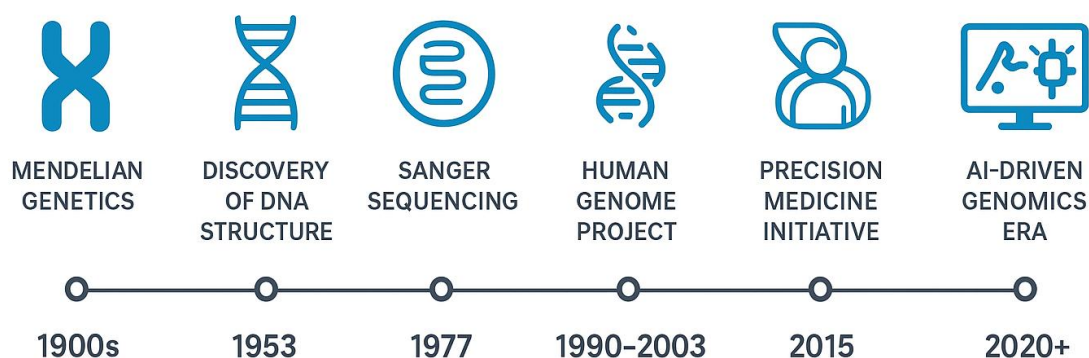 MENDELIAN
GENETICS
DISCOVERY
OF DNA
STRUCTURE
SANGER
SEQUENCING
HUMAN
GENOME
PROJECT
PRECISION
MEDICINE
INITIATIVE
AI-DRIVEN
GENOMICS
ERA
1900s
1953
1977
1990–2003
2015
2020+